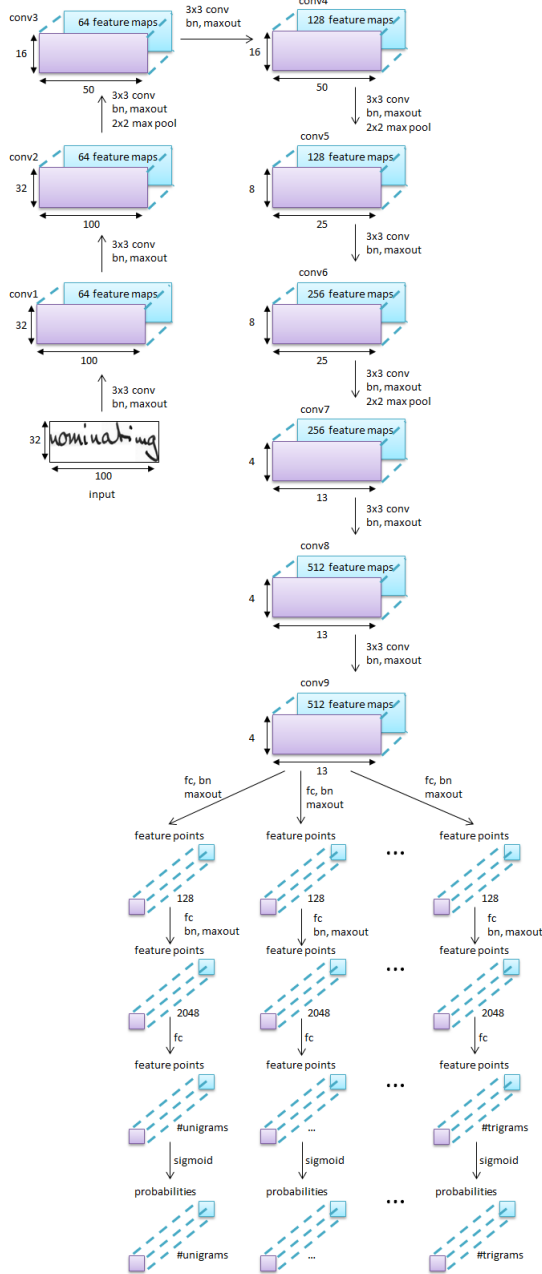 conv3
64 feature maps
16
50
3x3 conv
bn, maxout
conv4
128 feature maps
16
50
3x3 conv
bn, maxout
2x2 max pool
conv2
64 feature maps
32
100
3x3 conv
bn, maxout
2x2 max pool
conv5
128 feature maps
8
25
3x3 conv
bn, maxout
conv1
64 feature maps
32
100
3x3 conv
bn, maxout
conv6
256 feature maps
8
25
3x3 conv
bn, maxout
2x2 max pool
32
nominating
100
input
3x3 conv
bn, maxout
conv7
256 feature maps
4
13
conv8
512 feature maps
4
13
3x3 conv
bn, maxout
conv9
512 feature maps
4
13
fc, bn
maxout
fc, bn
maxout
fc, bn
maxout
feature points
feature points
...
feature points
128
128
128
fc
bn, maxout
fc
bn, maxout
fc
bn, maxout
feature points
feature points
...
feature points
2048
2048
2048
fc
fc
fc
feature points
feature points
...
feature points
#unigrams
...
#trigrams
sigmoid
sigmoid
sigmoid
probabilities
probabilities
...
probabilities
#unigrams
...
#trigrams